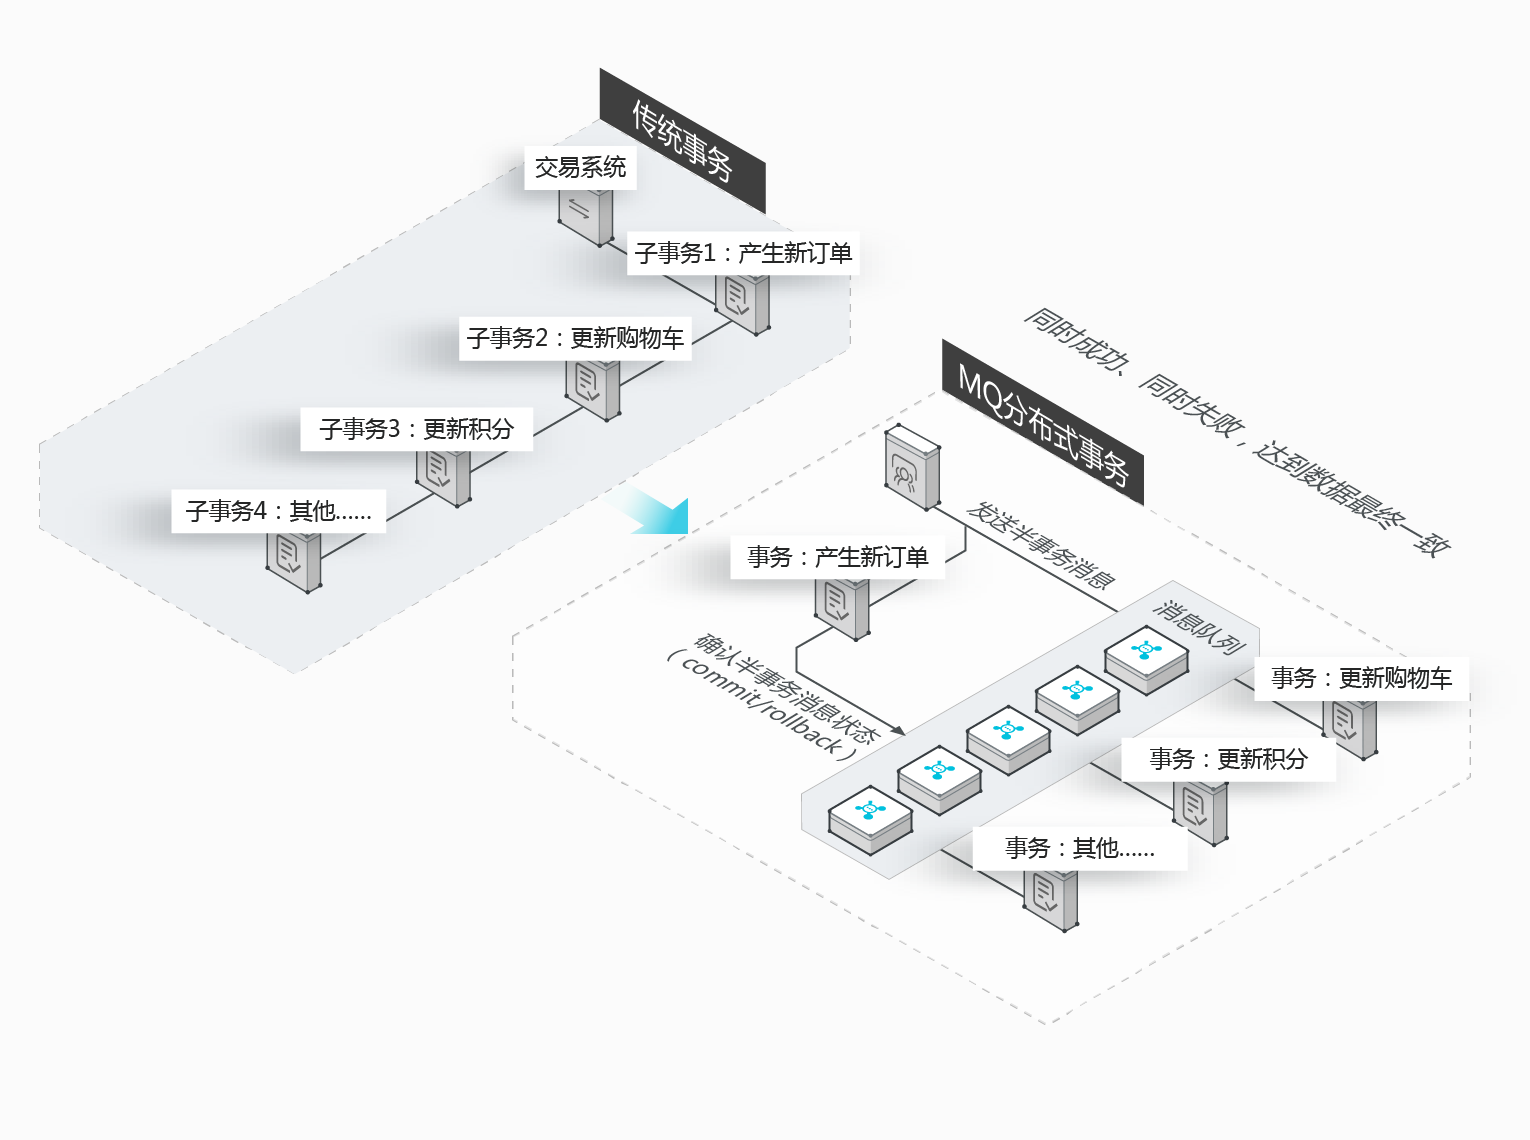 传统事务
交易系统
子事务1：产生新订单
子事务2：更新购物车
子事务3：更新积分
子事务4：其他......
同时成功、同时失败，达到数据最终一致
MQ分布式事务
发送半事务消息
事务：产生新订单
确认半事务消息状态
（commit/rollback）
消息队列
事务：更新购物车
事务：更新积分
事务：其他......